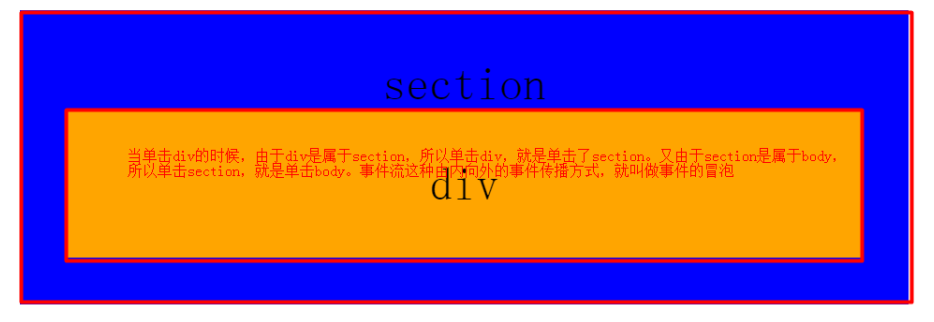 section
当单击div的时候，由于div是属于section，所以单击div，就是单击了section。又由于section是属于body，
所以单击section，就是单击body。事件流这种由内向外的事件传播方式，就叫做事件的冒泡
div